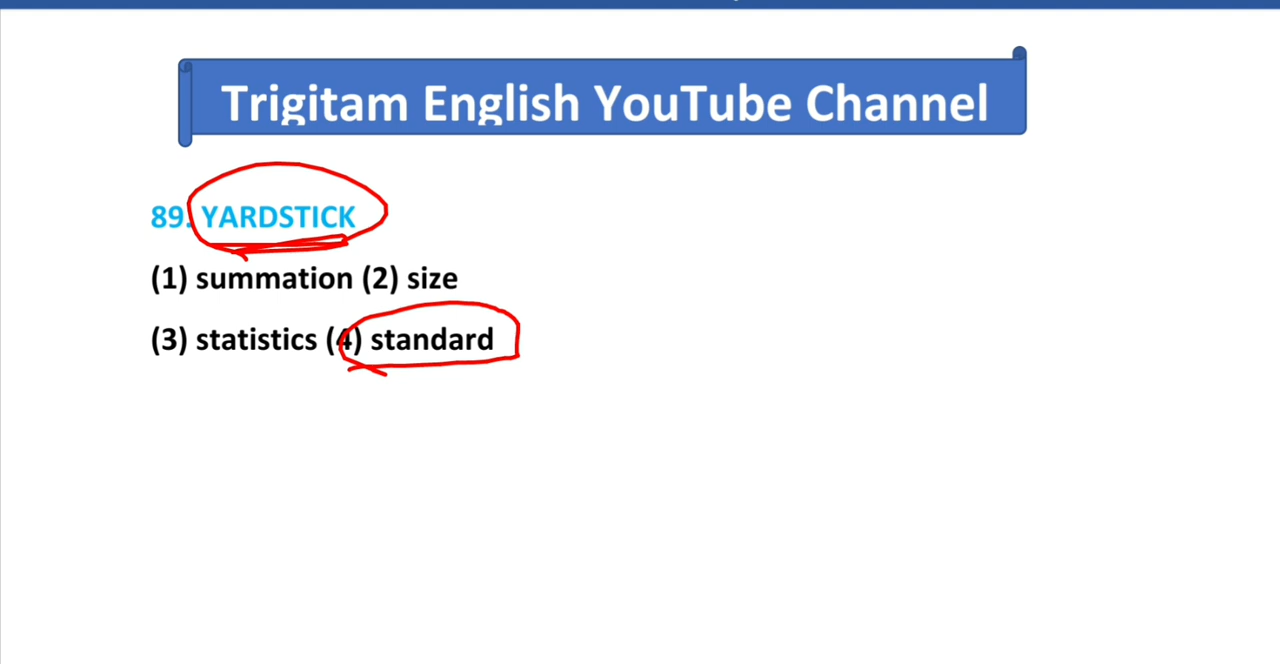 Trigitam English YouTube Channel
89. YARDSTICK
(1) summation (2) size
(3) statistics (4) standard